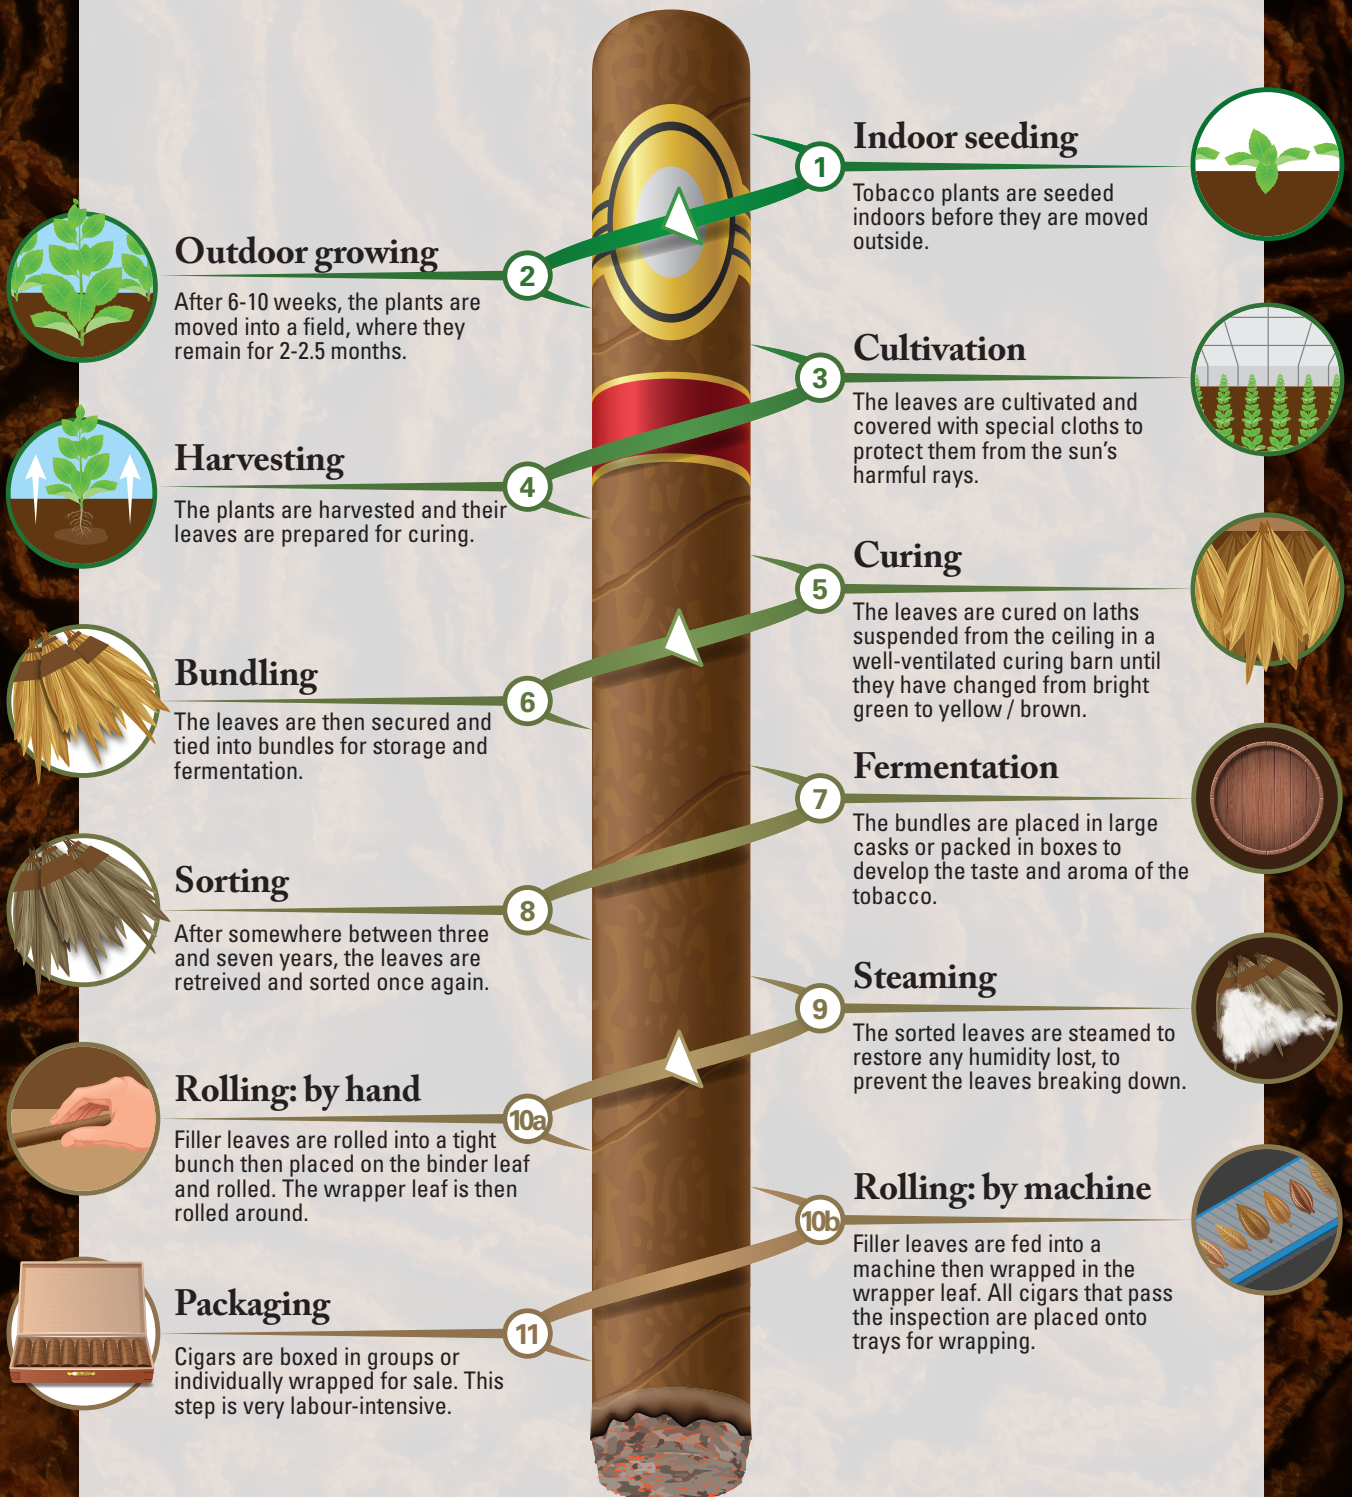 1
Indoor seeding
Tobacco plants are seeded
indoors before they are moved
outside.
2
Outdoor growing
After 6-10 weeks, the plants are
moved into a field, where they
remain for 2-2.5 months.
3
Cultivation
The leaves are cultivated and
covered with special cloths to
protect them from the sun's
harmful rays.
4
Harvesting
The plants are harvested and their
leaves are prepared for curing.
5
Curing
The leaves are cured on laths
suspended from the ceiling in a
well-ventilated curing barn until
they have changed from bright
green to yellow / brown.
6
Bundling
The leaves are then secured and
tied into bundles for storage and
fermentation.
7
Fermentation
The bundles are placed in large
casks or packed in boxes to
develop the taste and aroma of the
tobacco.
8
Sorting
After somewhere between three
and seven years, the leaves are
retreived and sorted once again.
9
Steaming
The sorted leaves are steamed to
restore any humidity lost, to
prevent the leaves breaking down.
10a
Rolling: by hand
Filler leaves are rolled into a tight
bunch then placed on the binder leaf
and rolled. The wrapper leaf is then
rolled around.
10b
Rolling: by machine
Filler leaves are fed into a
machine then wrapped in the
wrapper leaf. All cigars that pass
the inspection are placed onto
trays for wrapping.
11
Packaging
Cigars are boxed in groups or
individually wrapped for sale. This
step is very labour-intensive.